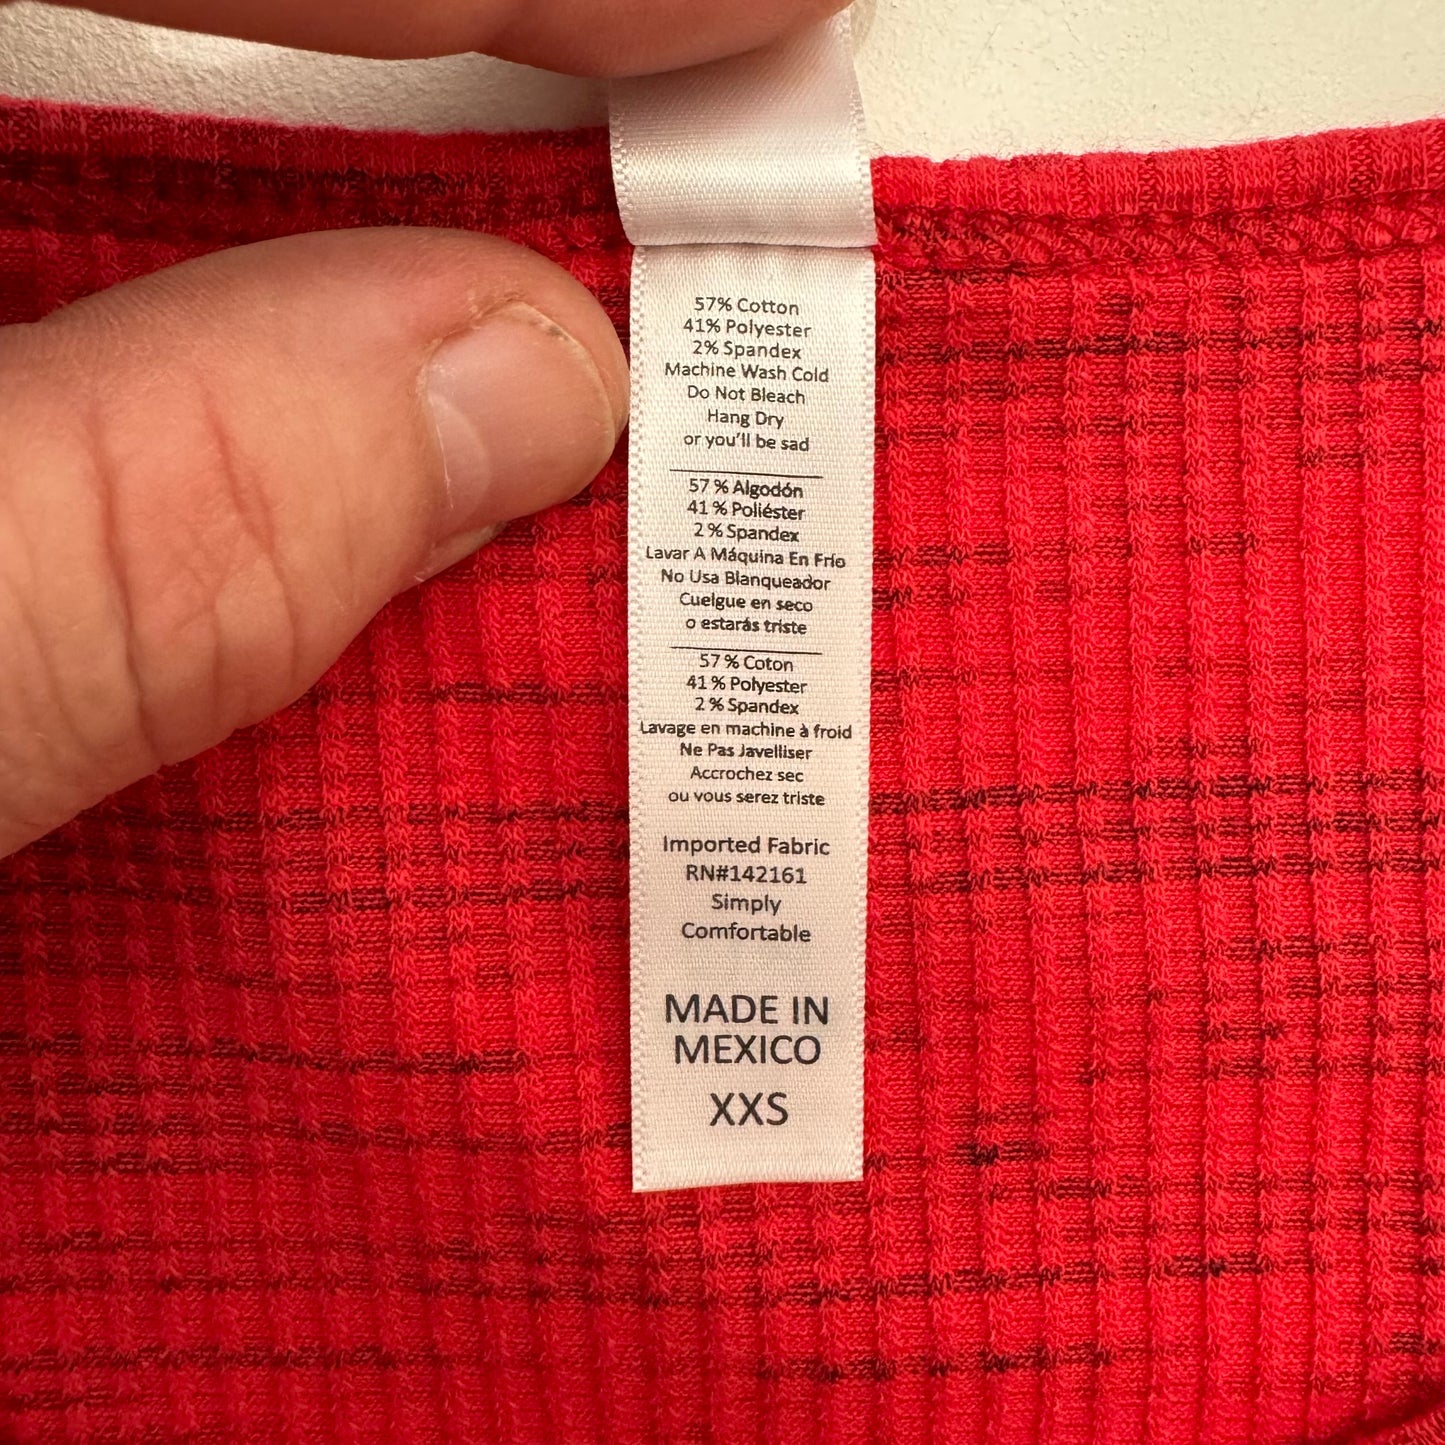 57% Cotton
41% Polyester
2% Spandex
Machine Wash Cold
Do Not Bleach
Hang Dry
or you'll be sad
57 % Algodón
41 % Poliéster
2 % Spandex
Lavar A Máquina En Frío
No Usa Blanqueador
Cuelgue en seco
o estarás triste
57 % Coton
41 % Polyester
2 % Spandex
Lavage en machine à froid
Ne Pas Javelliser
Accrochez sec
ou vous serez triste
Imported Fabric
RN#142161
Simply
Comfortable
MADE IN
MEXICO
XXS